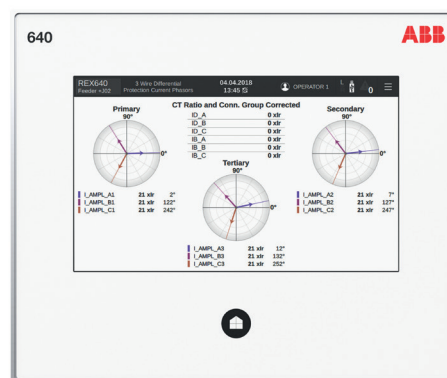 640
ABB
REX640
Feeder +J02
3 Wire Differential
Protection Current Phasors
04.04.2018
13:45
OPERATOR 1
L
0
CT Ratio and Conn. Group Corrected
Primary
90°
0°
ID_A 0 xIr
ID_B 0 xIr
ID_C 0 xIr
IB_A 0 xIr
IB_B 0 xIr
IB_C 0 xIr
Secondary
90°
0°
I_AMPL_A1 21 xIr 2°
I_AMPL_B1 21 xIr 122°
I_AMPL_C1 21 xIr 242°
Tertiary
90°
0°
I_AMPL_A2 21 xIr 7°
I_AMPL_B2 21 xIr 127°
I_AMPL_C2 21 xIr 247°
I_AMPL_A3 21 xIr 12°
I_AMPL_B3 21 xIr 132°
I_AMPL_C3 21 xIr 252°